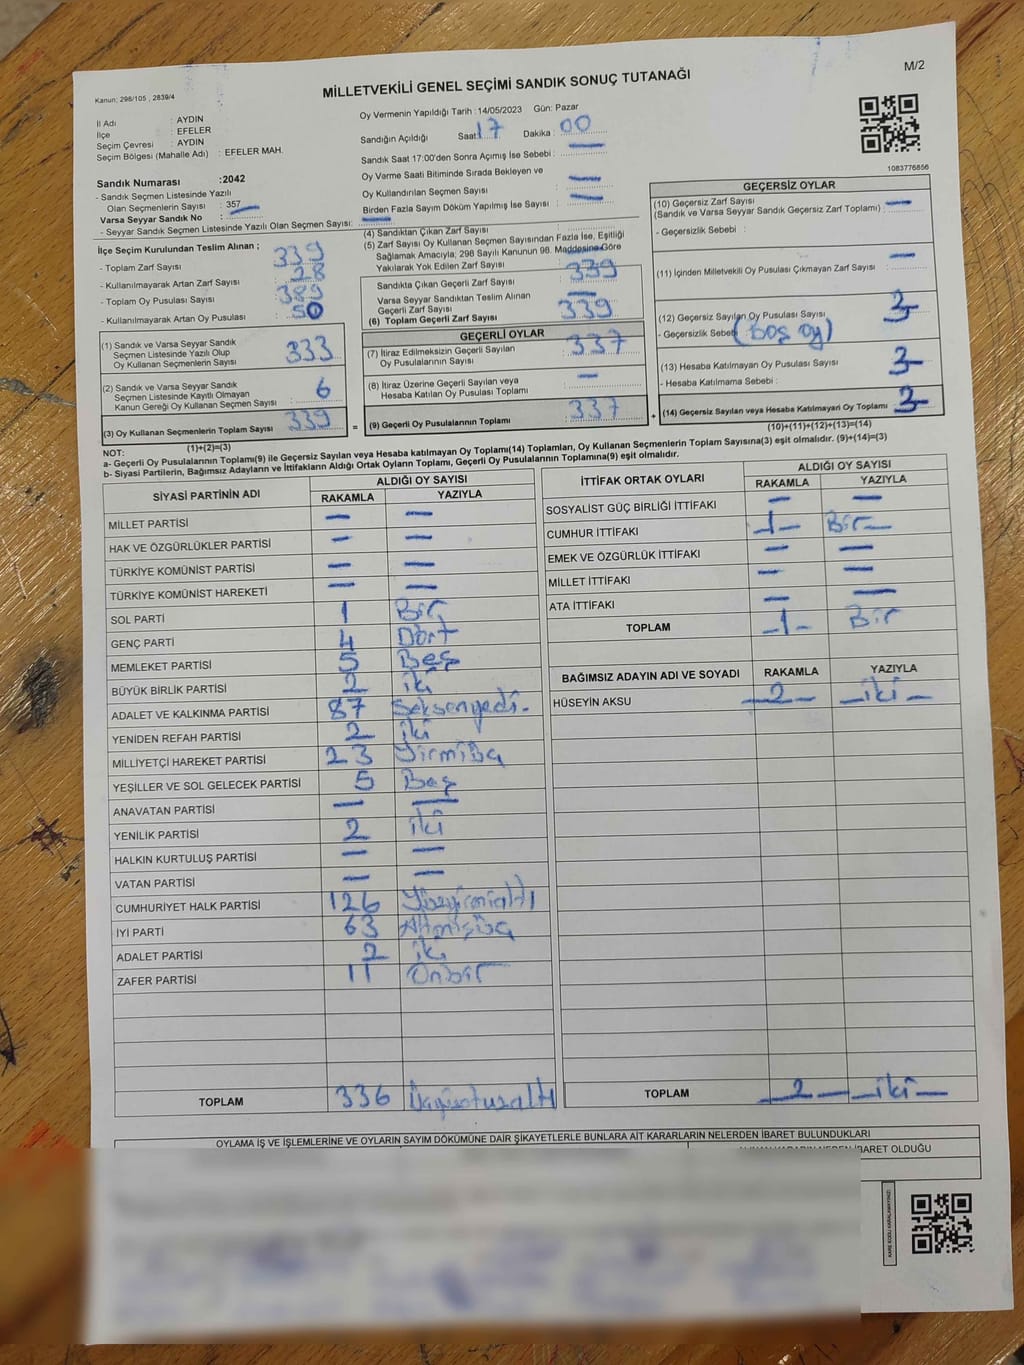 Kanun: 298/105 , 2839/4
MİLLETVEKİLİ GENEL SEÇİMİ SANDIK SONUÇ TUTANAĞI
M/2
İl Adı : AYDIN
İlçe : EFELER
Seçim Çevresi : AYDIN
Seçim Bölgesi (Mahalle Adı) : EFELER MAH.
Sandık Numarası :2042
- Sandık Seçmen Listesinde Yazılı
Olan Seçmenlerin Sayısı : 357
Varsa Seyyar Sandık No :
- Seyyar Sandık Seçmen Listesinde Yazılı Olan Seçmen Sayısı: —
Oy Vermenin Yapıldığı Tarih : 14/05/2023 Gün: Pazar
Sandığın Açıldığı Saat 17 Dakika : 00
Sandık Saat 17:00'den Sonra Açımış İse Sebebi : —
Oy Varme Saati Bitiminde Sırada Bekleyen ve
Oy Kullandırılan Seçmen Sayısı : —
Birden Fazla Sayım Döküm Yapılmış İse Sayısı : —
1083776856
İlçe Seçim Kurulundan Teslim Alınan ;
- Toplam Zarf Sayısı : 339
- Kullanılmayarak Artan Zarf Sayısı : 28
- Toplam Oy Pusulası Sayısı : 389
- Kullanılmayarak Artan Oy Pusulası : 50
(1) Sandık ve Varsa Seyyar Sandık
Seçmen Listesinde Yazılı Olup
Oy Kullanan Seçmenlerin Sayısı : 333
(2) Sandık ve Varsa Seyyar Sandık
Seçmen Listesinde Kayıtlı Olmayan
Kanun Gereği Oy Kullanan Seçmen Sayısı : 6
(3) Oy Kullanan Seçmenlerin Toplam Sayısı : 339
(1)+(2)=(3)
(4) Sandıktan Çıkan Zarf Sayısı :
(5) Zarf Sayısı Oy Kullanan Seçmen Sayısından Fazla İse, Eşitliği
Sağlamak Amacıyla; 298 Sayılı Kanunun 98. Maddesine Göre
Yakılarak Yok Edilen Zarf Sayısı :
Sandıkta Çıkan Geçerli Zarf Sayısı : 339
Varsa Seyyar Sandıktan Teslim Alınan
Geçerli Zarf Sayısı : —
(6) Toplam Geçerli Zarf Sayısı : 339
GEÇERLİ OYLAR
(7) İtiraz Edilmeksizin Geçerli Sayılan
Oy Pusulalarının Sayısı : 337
(8) İtiraz Üzerine Geçerli Sayılan veya
Hesaba Katılan Oy Pusulası Toplamı : —
= (9) Geçerli Oy Pusulalarının Toplamı : 337 +
GEÇERSİZ OYLAR
(10) Geçersiz Zarf Sayısı
(Sandık ve Varsa Seyyar Sandık Geçersiz Zarf Toplamı) : —
- Geçersizlik Sebebi :
(11) İçinden Milletvekili Oy Pusulası Çıkmayan Zarf Sayısı : —
(12) Geçersiz Sayılan Oy Pusulası Sayısı : 3
- Geçersizlik Sebebi (Boş oy)
(13) Hesaba Katılmayan Oy Pusulası Sayısı : 3
- Hesaba Katılmama Sebebi :
(14) Geçersiz Sayılan veya Hesaba Katılmayan Oy Toplamı : 3
(10)+(11)+(12)+(13)=(14)
NOT:
a- Geçerli Oy Pusulalarının Toplamı(9) ile Geçersiz Sayılan veya Hesaba katılmayan Oy Toplamı(14) Toplamları, Oy Kullanan Seçmenlerin Toplam Sayısına(3) eşit olmalıdır. (9)+(14)=(3)
b- Siyasi Partilerin, Bağımsız Adayların ve İttifakların Aldığı Ortak Oyların Toplamı, Geçerli Oy Pusulalarının Toplamına(9) eşit olmalıdır.
SİYASİ PARTİNİN ADI ALDIĞI OY SAYISI
RAKAMLA YAZIYLA
MİLLET PARTİSİ — —
HAK VE ÖZGÜRLÜKLER PARTİSİ — —
TÜRKİYE KOMÜNİST PARTİSİ — —
TÜRKİYE KOMÜNİST HAREKETİ — —
SOL PARTİ 1 Bir
GENÇ PARTİ 4 Dört
MEMLEKET PARTİSİ 5 Beş
BÜYÜK BİRLİK PARTİSİ 2 iki
ADALET VE KALKINMA PARTİSİ 87 Seksenyedi-
YENİDEN REFAH PARTİSİ 2 iki
MİLLİYETÇİ HAREKET PARTİSİ 23 Yirmiüç
YEŞİLLER VE SOL GELECEK PARTİSİ 5 Beş
ANAVATAN PARTİSİ — —
YENİLİK PARTİSİ 2 iki
HALKIN KURTULUŞ PARTİSİ — —
VATAN PARTİSİ — —
CUMHURİYET HALK PARTİSİ 126 Yüzyirmialtı
İYİ PARTİ 63 Altmışüç
ADALET PARTİSİ 2 iki
ZAFER PARTİSİ 11 Onbir
TOPLAM 336 Üçyüzotuzaltı
İTTİFAK ORTAK OYLARI ALDIĞI OY SAYISI
RAKAMLA YAZIYLA
SOSYALİST GÜÇ BİRLİĞİ İTTİFAKI — —
CUMHUR İTTİFAKI 1- Bir-
EMEK VE ÖZGÜRLÜK İTTİFAKI — —
MİLLET İTTİFAKI — —
ATA İTTİFAKI — —
TOPLAM -1- Bir
BAĞIMSIZ ADAYIN ADI VE SOYADI RAKAMLA YAZIYLA
HÜSEYİN AKSU -2- -iki-
TOPLAM -2- -iki-
OYLAMA İŞ VE İŞLEMLERİNE VE OYLARIN SAYIM DÖKÜMÜNE DAİR ŞİKAYETLERLE BUNLARA AİT KARARLARIN NELERDEN İBARET BULUNDUKLARI
İBARET OLDUĞU
KARE KODU KARALAMAYINIZ!